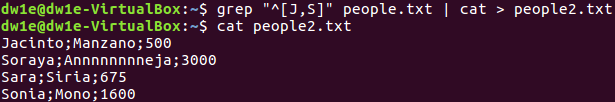 dw1e@dw1e-VirtualBox:~$ grep "^[J,S]" people.txt | cat > people2.txt
dw1e@dw1e-VirtualBox:~$ cat people2.txt
Jacinto;Manzano;500
Soraya;Annnnnnnneja;3000
Sara;Siria;675
Sonia;Mono;1600